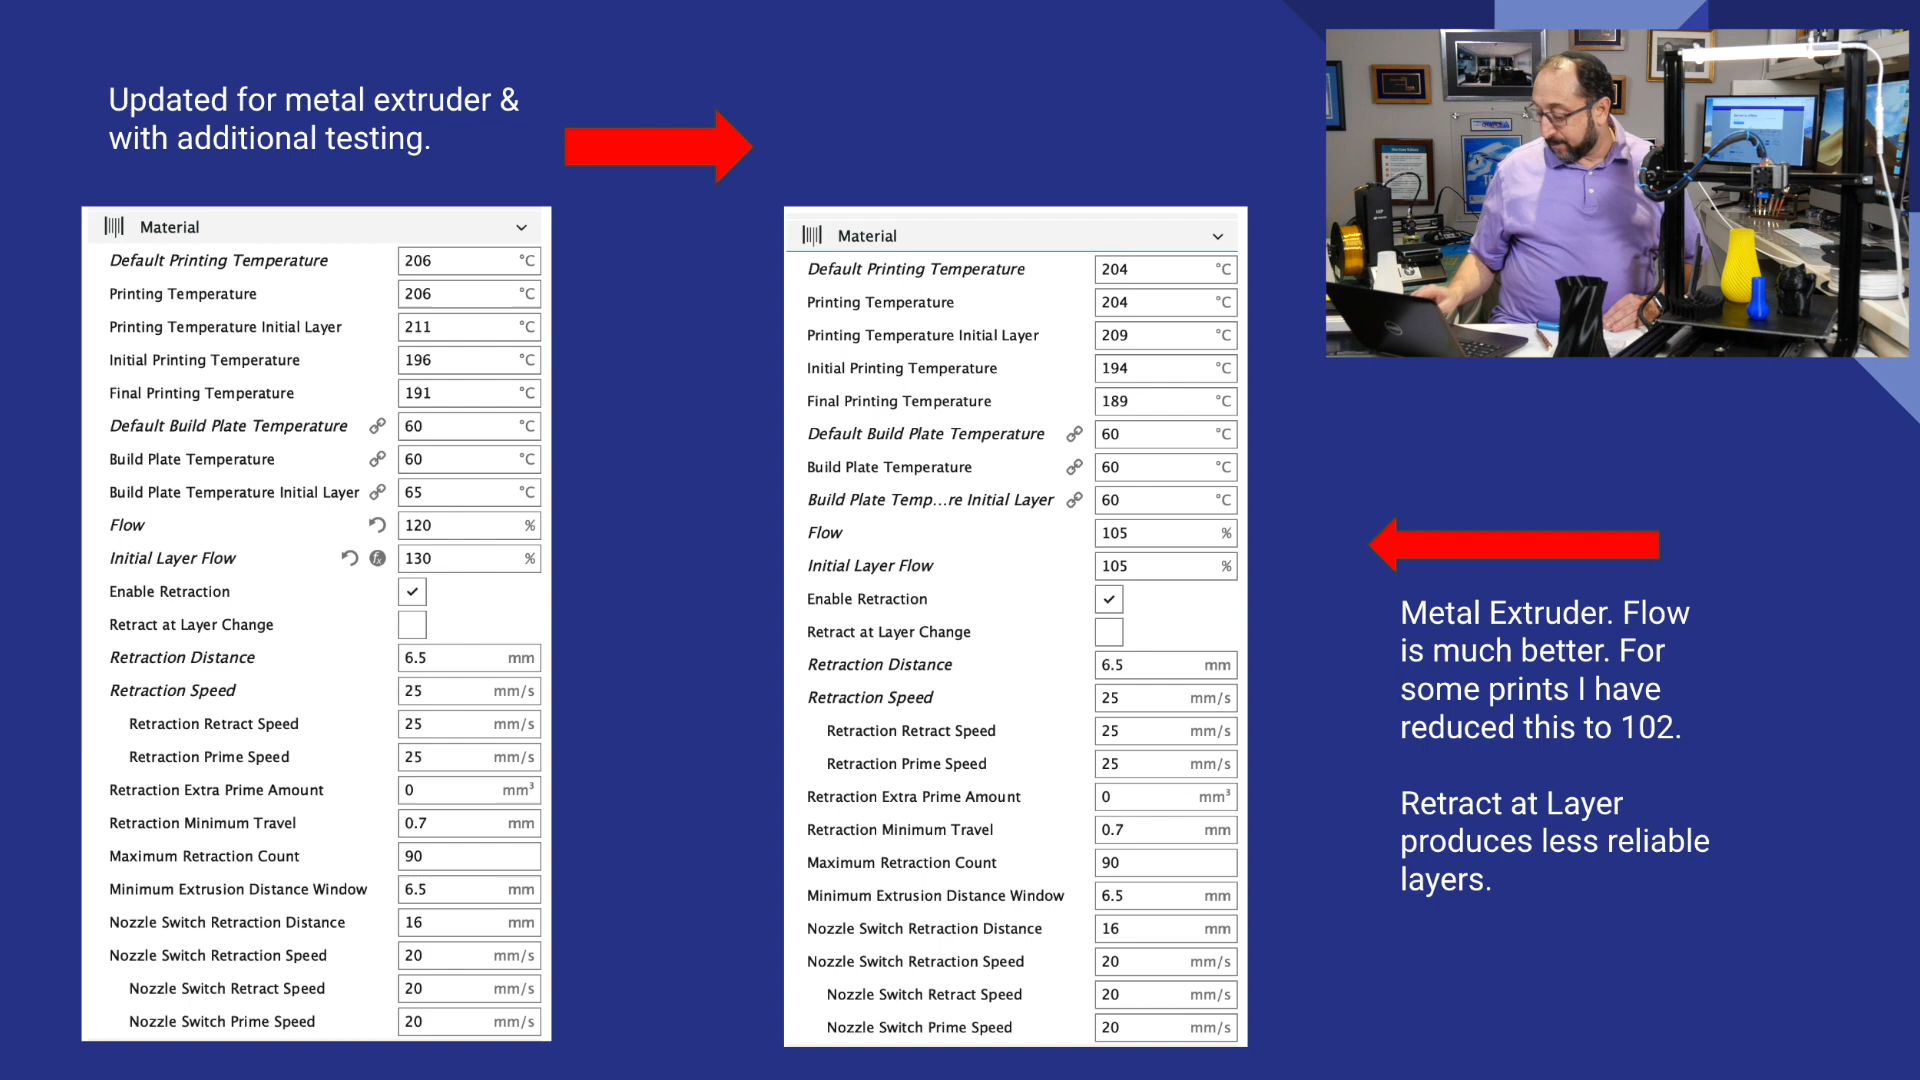 Updated for metal extruder &
with additional testing.
Material
Default Printing Temperature 206 °C
Printing Temperature 206 °C
Printing Temperature Initial Layer 211 °C
Initial Printing Temperature 196 °C
Final Printing Temperature 191 °C
Default Build Plate Temperature 60 °C
Build Plate Temperature 60 °C
Build Plate Temperature Initial Layer 65 °C
Flow 120 %
Initial Layer Flow 130 %
Enable Retraction
Retract at Layer Change
Retraction Distance 6.5 mm
Retraction Speed 25 mm/s
Retraction Retract Speed 25 mm/s
Retraction Prime Speed 25 mm/s
Retraction Extra Prime Amount 0 mm³
Retraction Minimum Travel 0.7 mm
Maximum Retraction Count 90
Minimum Extrusion Distance Window 6.5 mm
Nozzle Switch Retraction Distance 16 mm
Nozzle Switch Retraction Speed 20 mm/s
Nozzle Switch Retract Speed 20 mm/s
Nozzle Switch Prime Speed 20 mm/s
Material
Default Printing Temperature 204 °C
Printing Temperature 204 °C
Printing Temperature Initial Layer 209 °C
Initial Printing Temperature 194 °C
Final Printing Temperature 189 °C
Default Build Plate Temperature 60 °C
Build Plate Temperature 60 °C
Build Plate Temp...re Initial Layer 60 °C
Flow 105 %
Initial Layer Flow 105 %
Enable Retraction
Retract at Layer Change
Retraction Distance 6.5 mm
Retraction Speed 25 mm/s
Retraction Retract Speed 25 mm/s
Retraction Prime Speed 25 mm/s
Retraction Extra Prime Amount 0 mm³
Retraction Minimum Travel 0.7 mm
Maximum Retraction Count 90
Minimum Extrusion Distance Window 6.5 mm
Nozzle Switch Retraction Distance 16 mm
Nozzle Switch Retraction Speed 20 mm/s
Nozzle Switch Retract Speed 20 mm/s
Nozzle Switch Prime Speed 20 mm/s
Metal Extruder. Flow
is much better. For
some prints I have
reduced this to 102.
Retract at Layer
produces less reliable
layers.